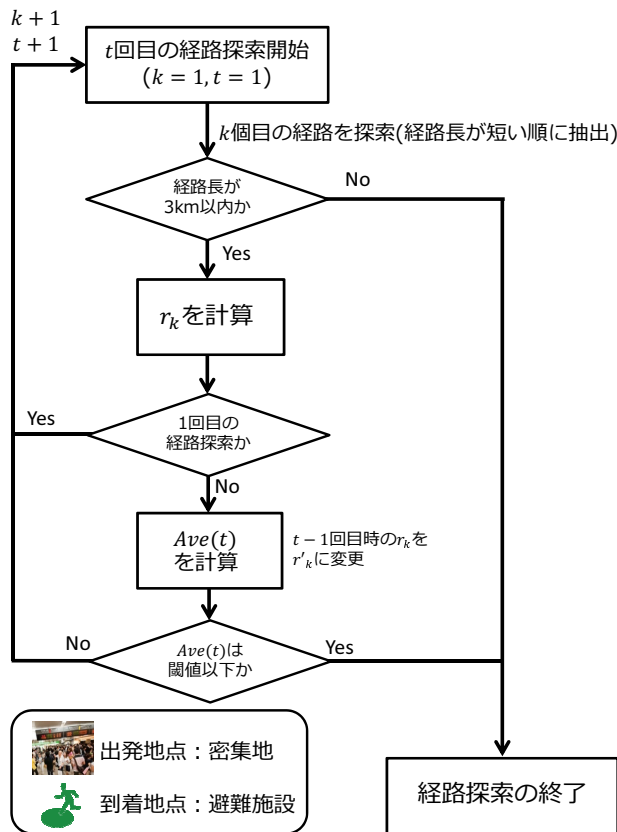 k + 1
t + 1
t回目の経路探索開始
(k = 1, t = 1)
k個目の経路を探索(経路長が短い順に抽出)
経路長が
3km以内か
No
Yes
r_kを計算
Yes
1回目の
経路探索か
No
Ave(t)
を計算
t − 1回目時のr_kを
r'_kに変更
No
Ave(t)は
閾値以下か
Yes
出発地点：密集地
到着地点：避難施設
経路探索の終了